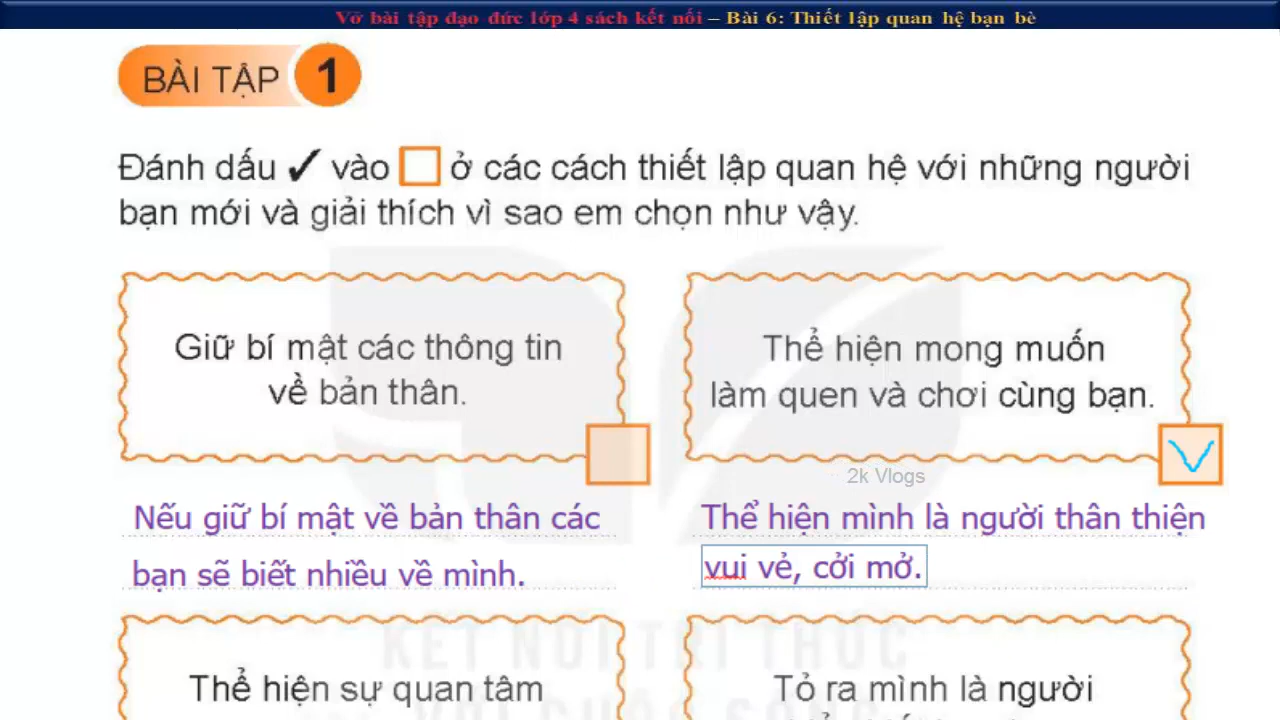 Vở bài tập đạo đức lớp 4 sách kết nối – Bài 6: Thiết lập quan hệ bạn bè
BÀI TẬP 1
Đánh dấu ✓ vào □ ở các cách thiết lập quan hệ với những người
bạn mới và giải thích vì sao em chọn như vậy.
Giữ bí mật các thông tin
về bản thân.
Thể hiện mong muốn
làm quen và chơi cùng bạn.
2k Vlogs
Nếu giữ bí mật về bản thân các
bạn sẽ biết nhiều về mình.
Thể hiện mình là người thân thiện
vui vẻ, cởi mở.
KẾT NỐI TRI THỨC
Thể hiện sự quan tâm
Tỏ ra mình là người